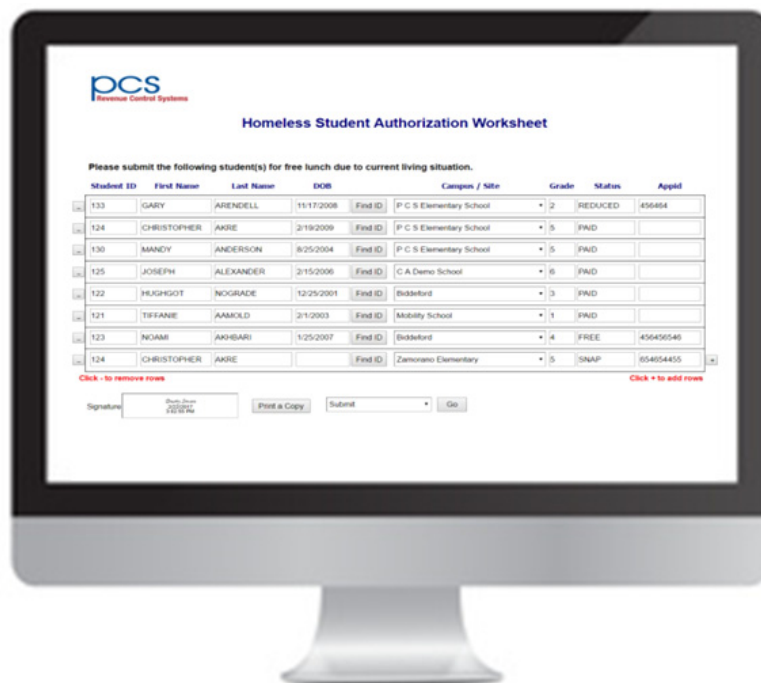 pcs
Revenue Control Systems
Homeless Student Authorization Worksheet
Please submit the following student(s) for free lunch due to current living situation.
Student ID First Name Last Name DOB Campus / Site Grade Status Appid
133 GARY ARENDELL 11/17/2008 Find ID P C S Elementary School 2 REDUCED 456464
124 CHRISTOPHER AKRE 2/19/2009 Find ID P C S Elementary School 5 PAID
130 MANDY ANDERSON 8/25/2004 Find ID P C S Elementary School 5 PAID
125 JOSEPH ALEXANDER 2/15/2006 Find ID C A Demo School 6 PAID
122 HUGHGOT NOGRADE 12/25/2001 Find ID Biddeford 3 PAID
121 TIFFANIE AAMOLD 2/1/2003 Find ID Mobility School 1 PAID
123 NOAMI AKHBARI 1/25/2007 Find ID Biddeford 4 FREE 456456546
124 CHRISTOPHER AKRE Find ID Zamorano Elementary 5 SNAP 654654455 +
Click - to remove rows Click + to add rows
Signature Print a Copy Submit Go